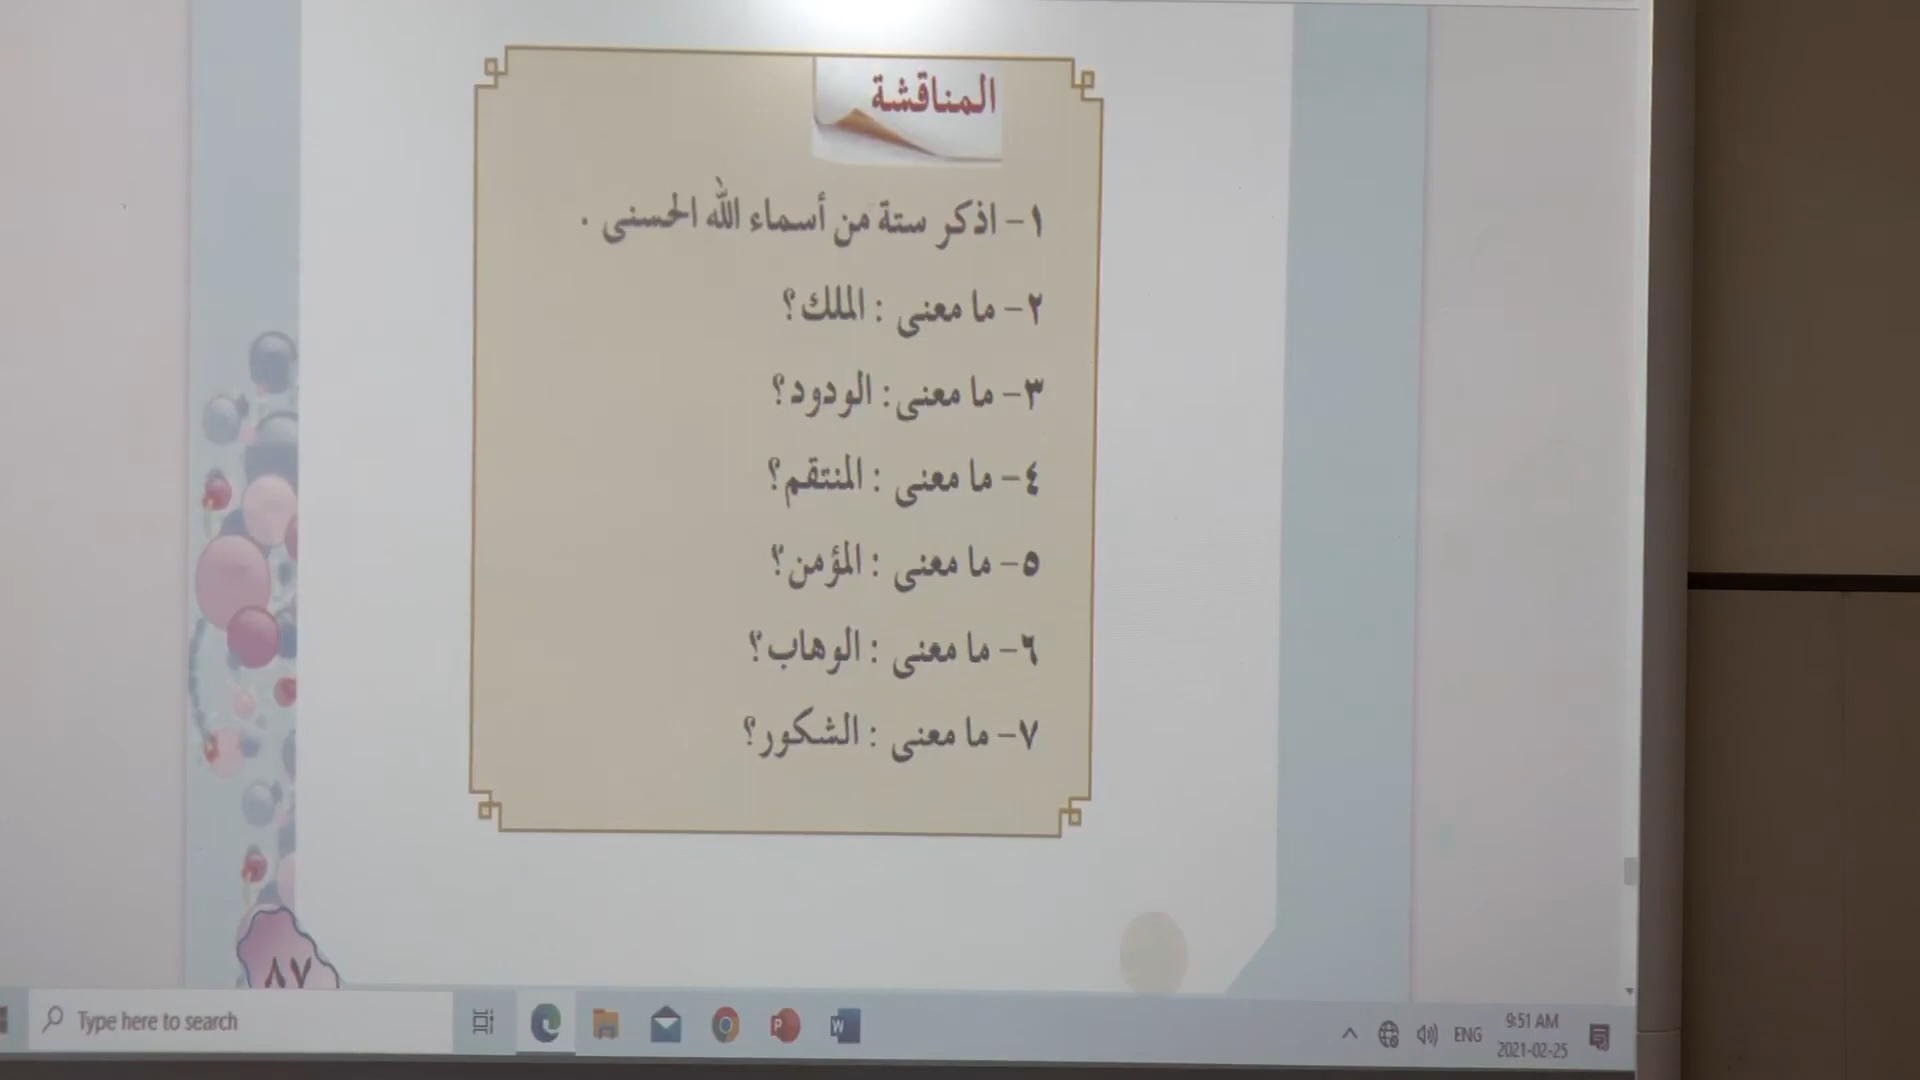 المناقشة
١- اذكر ستة من أسماء الله الحسنى .
٢- ما معنى : الملك؟
٣- ما معنى : الودود؟
٤- ما معنى : المنتقم؟
٥- ما معنى : المؤمن؟
٦- ما معنى : الوهاب؟
٧- ما معنى : الشكور؟
٨٧
Type here to search
P
W
ENG
9:51 AM
2021-02-25